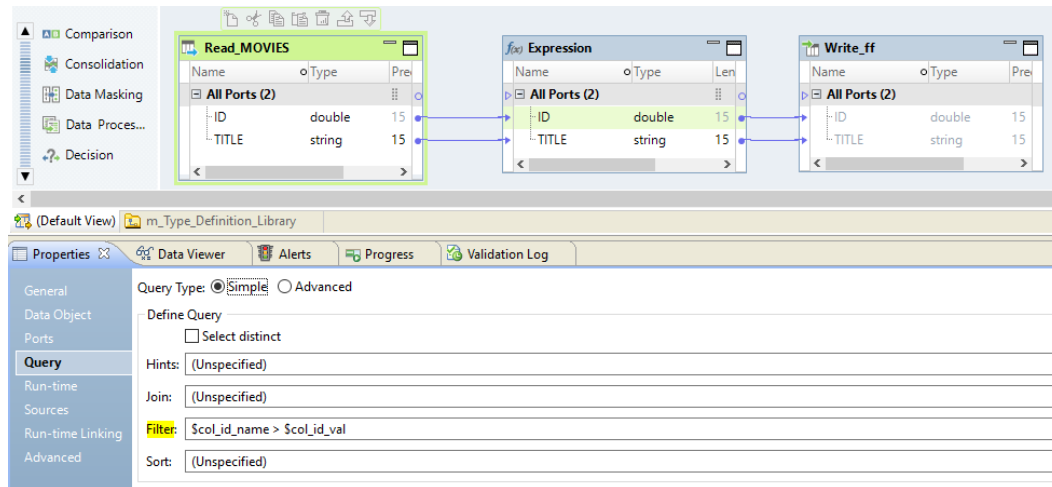 Comparison
Consolidation
Data Masking
Data Proces...
Decision
Read_MOVIES
Name Type Pre
All Ports (2)
ID double 15
TITLE string 15
f(x) Expression
Name Type Len
All Ports (2)
ID double 15
TITLE string 15
Write_ff
Name Type Pre
All Ports (2)
ID double 15
TITLE string 15
(Default View) m_Type_Definition_Library
Properties Data Viewer Alerts Progress Validation Log
General
Data Object
Ports
Query
Run-time
Sources
Run-time Linking
Advanced
Query Type: Simple Advanced
Define Query
Select distinct
Hints: (Unspecified)
Join: (Unspecified)
Filter: $col_id_name > $col_id_val
Sort: (Unspecified)